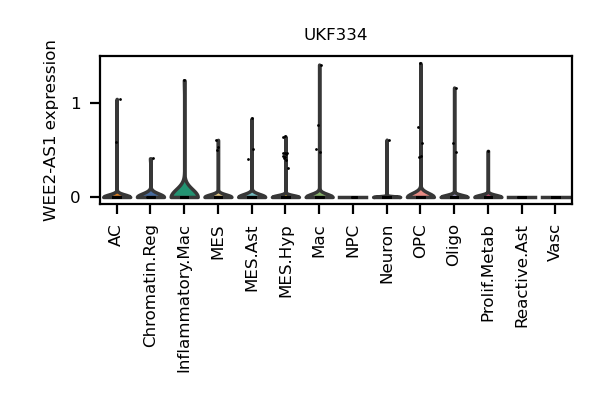 UKF334
WEE2-AS1 expression
1
0
AC
Chromatin.Reg
Inflammatory.Mac
MES
MES.Ast
MES.Hyp
Mac
NPC
Neuron
OPC
Oligo
Prolif.Metab
Reactive.Ast
Vasc